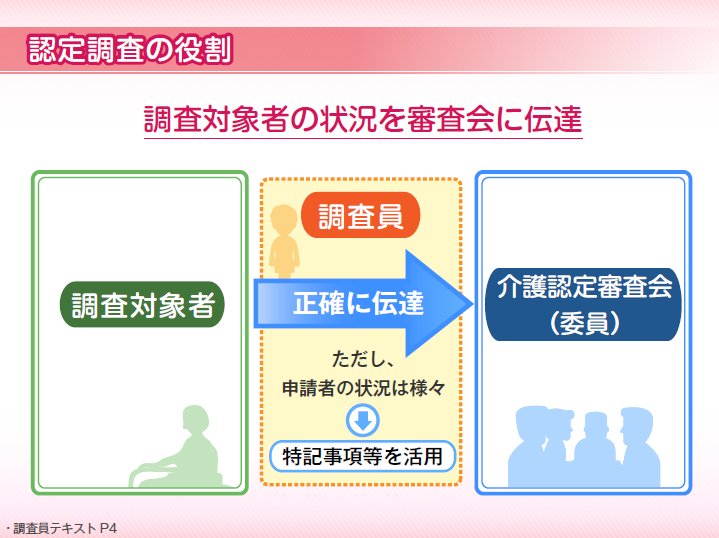 認定調査の役割
調査対象者の状況を審査会に伝達
調査対象者
調査員
正確に伝達
ただし、
申請者の状況は様々
特記事項等を活用
介護認定審査会
（委員）
・調査員テキスト P4